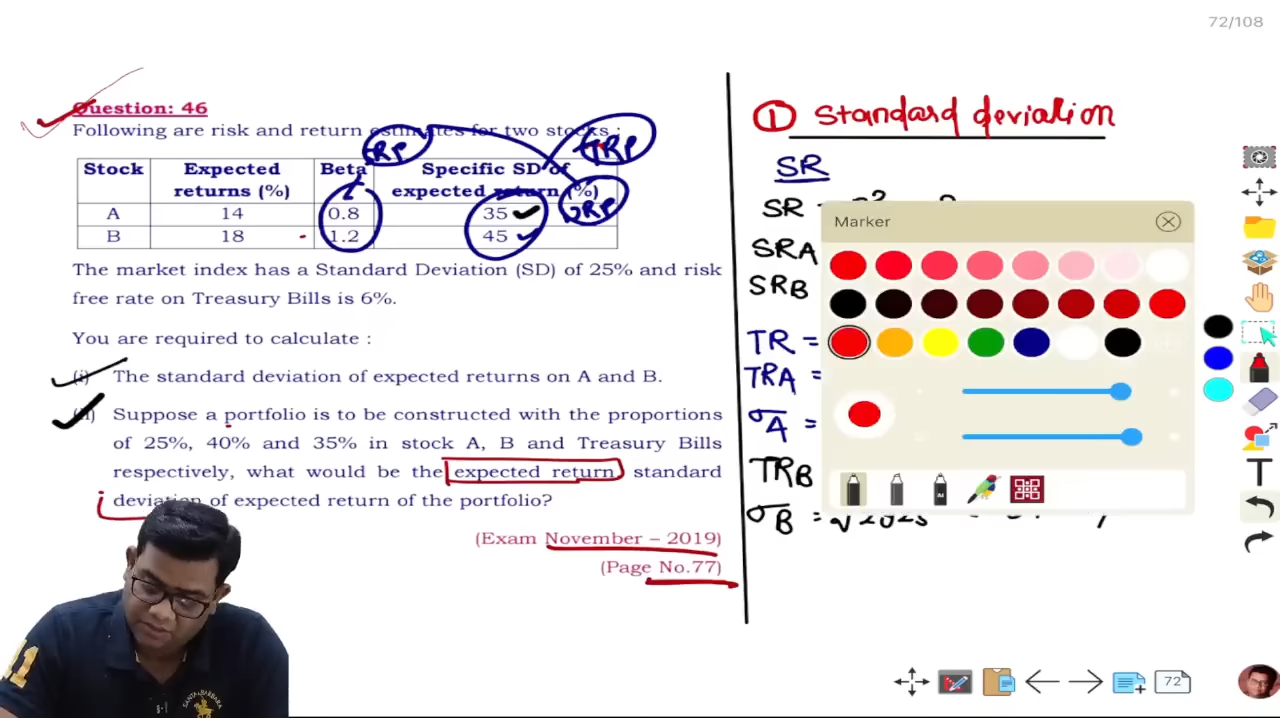 72/108
Question: 46
Following are risk and return estimates for two stocks :
Stock Expected returns (%) Beta Specific SD of expected return (%)
A 14 0.8 35
B 18 1.2 45
TRP
The market index has a Standard Deviation (SD) of 25% and risk
free rate on Treasury Bills is 6%.
You are required to calculate :
(i) The standard deviation of expected returns on A and B.
(ii) Suppose a portfolio is to be constructed with the proportions
of 25%, 40% and 35% in stock A, B and Treasury Bills
respectively, what would be the expected return standard
deviation of expected return of the portfolio?
(Exam November – 2019)
(Page No.77)
① Standard deviation
SR
SR
SRA
SRB
TR =
TRA =
σA =
TRB
σB =
Marker
72